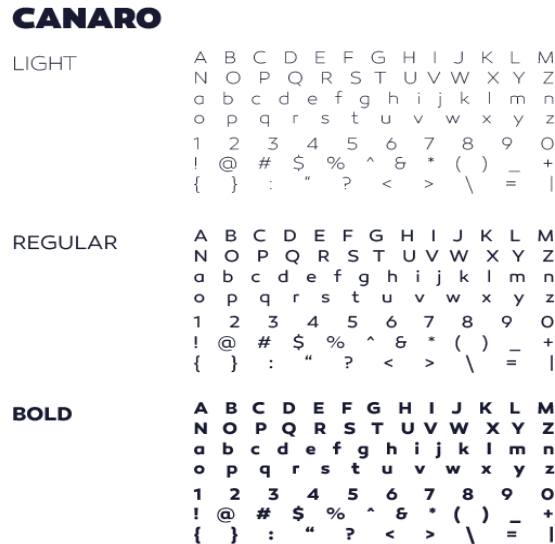 CANARO
LIGHT
A B C D E F G H I J K L M
N O P Q R S T U V W X Y Z
a b c d e f g h i j k l m n
o p q r s t u v w x y z
1 2 3 4 5 6 7 8 9 0
! @ # $ % ^ & * ( ) _ +
{ } : “ ? < > \ = |
REGULAR
A B C D E F G H I J K L M
N O P Q R S T U V W X Y Z
a b c d e f g h i j k l m n
o p q r s t u v w x y z
1 2 3 4 5 6 7 8 9 0
! @ # $ % ^ & * ( ) _ +
{ } : “ ? < > \ = |
BOLD
A B C D E F G H I J K L M
N O P Q R S T U V W X Y Z
a b c d e f g h i j k l m n
o p q r s t u v w x y z
1 2 3 4 5 6 7 8 9 0
! @ # $ % ^ & * ( ) _ +
{ } : “ ? < > \ = |